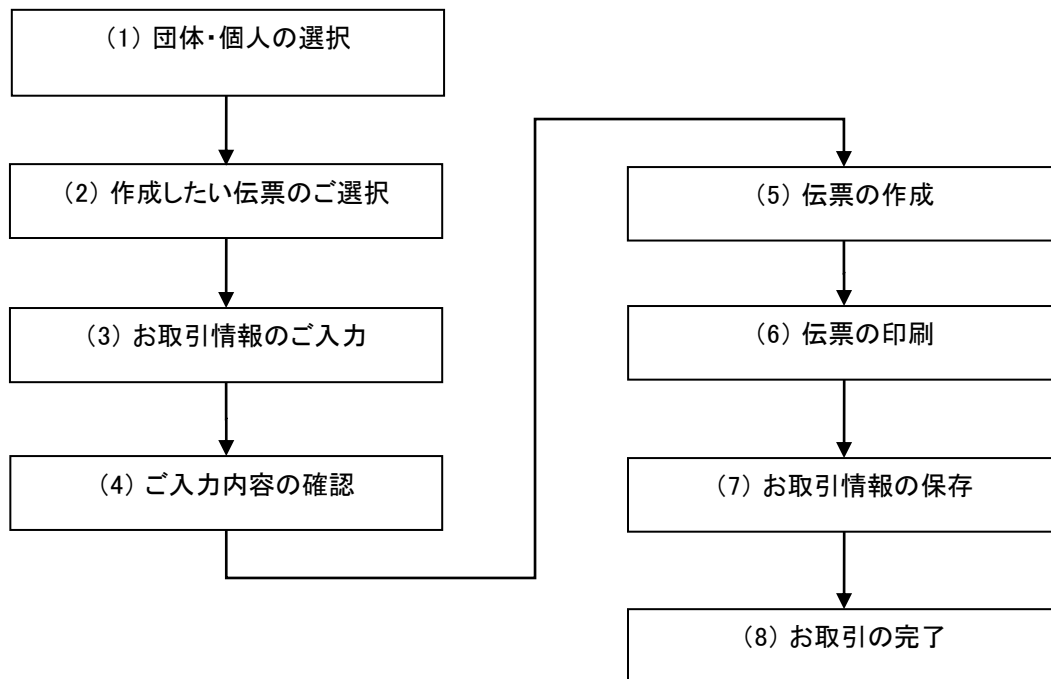 （1） 団体・個人の選択
（2） 作成したい伝票のご選択
（3） お取引情報のご入力
（4） ご入力内容の確認
（5） 伝票の作成
（6） 伝票の印刷
（7） お取引情報の保存
（8） お取引の完了